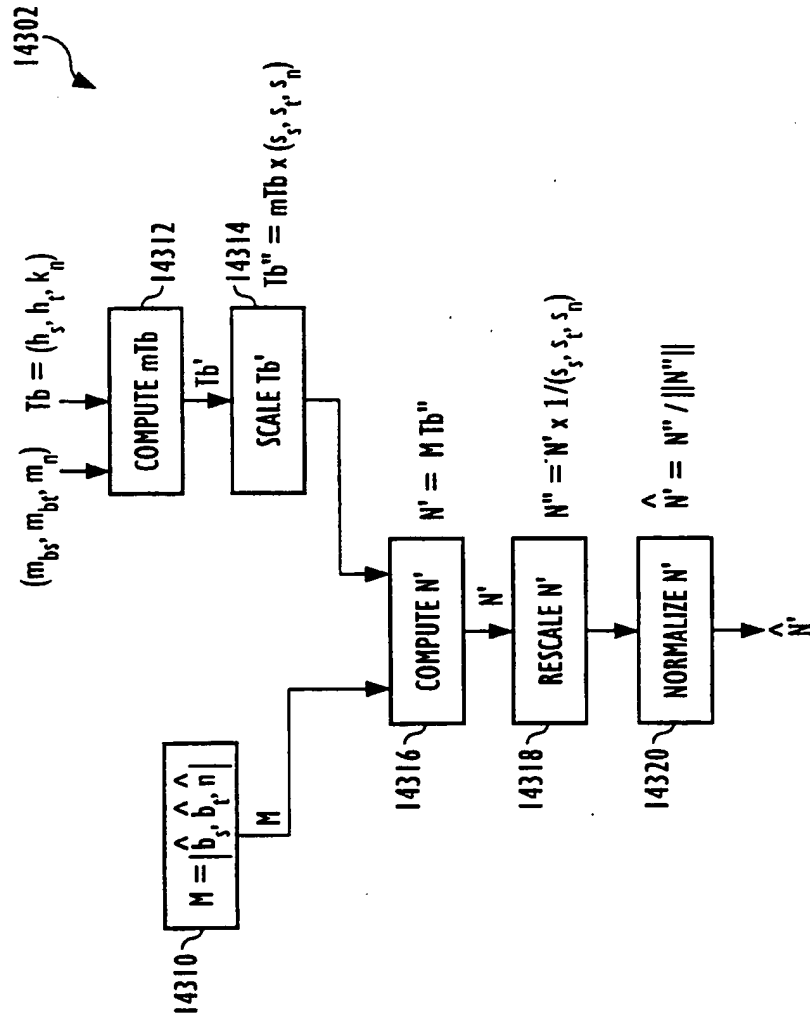 14302
(m_bs, m_bt, m_n)
Tb = (h_s, h_t, k_n)
COMPUTE mTb
14312
Tb'
SCALE Tb'
14314
Tb" = mTb x (s_s, s_t, s_n)
14310
M = |b̂_s, b̂_t, n̂|
M
COMPUTE N'
14316
N' = M Tb"
N'
RESCALE N'
14318
N" = N' x 1/(s_s, s_t, s_n)
NORMALIZE N'
14320
N̂' = N" / ||N"||
N̂'